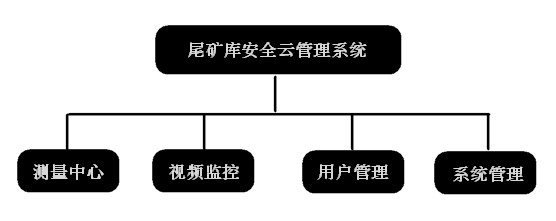 尾矿库安全云管理系统
测量中心
视频监控
用户管理
系统管理